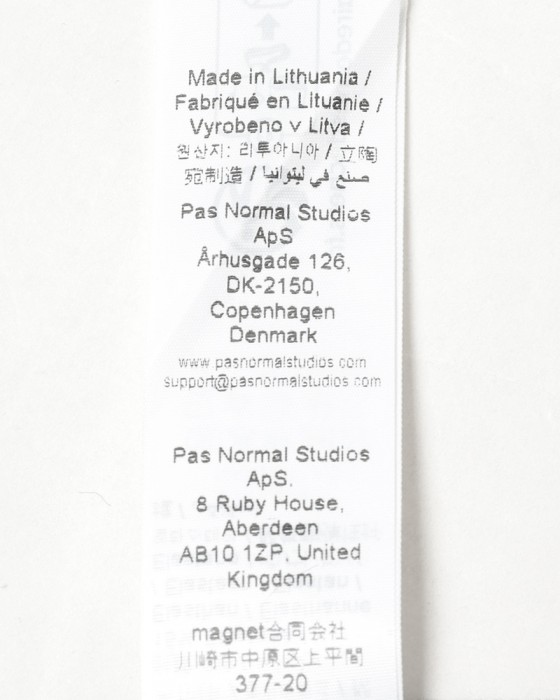 Made in Lithuania /
Fabriqué en Lituanie /
Vyrobeno v Litva /
원산지: 리투아니아 / 立陶
宛制造 / صنع في ليتوانيا
Pas Normal Studios
ApS
Århusgade 126,
DK-2150,
Copenhagen
Denmark
www.pasnormalstudios.com
support@pasnormalstudios.com
Pas Normal Studios
ApS.
8 Ruby House,
Aberdeen
AB10 1ZP, United
Kingdom
magnet合同会社
川崎市中原区上平間
377-20